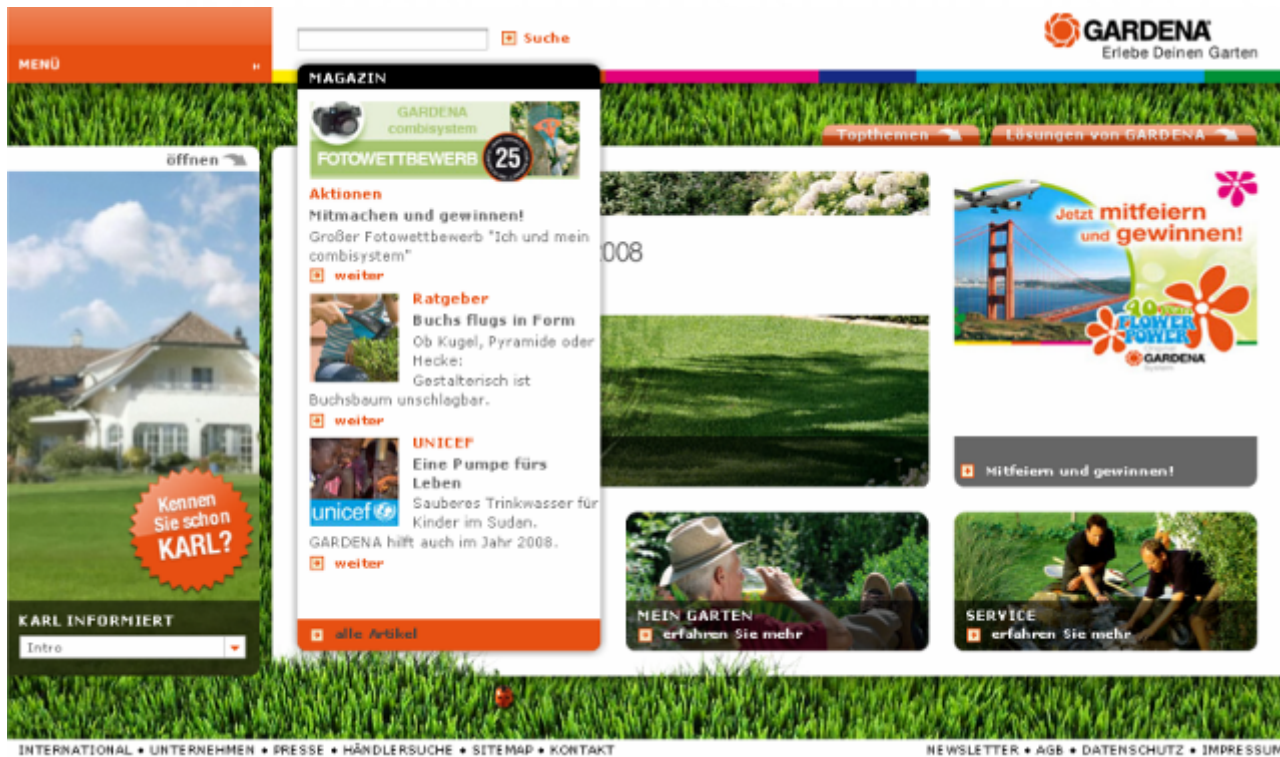 MENÜ
Suche
GARDENA
Erlebe Deinen Garten
MAGAZIN
GARDENA
combisystem
FOTOWETTBEWERB
25
Aktionen
Mitmachen und gewinnen!
Großer Fotowettbewerb "Ich und mein
combisystem"
weiter
Ratgeber
Buchs flugs in Form
Ob Kugel, Pyramide oder
Hecke:
Gestalterisch ist
Buchsbaum unschlagbar.
weiter
UNICEF
Eine Pumpe fürs
Leben
Sauberes Trinkwasser für
Kinder im Sudan.
GARDENA hilft auch im Jahr 2008.
unicef
weiter
alle Artikel
öffnen
Kennen
Sie schon
KARL?
KARL INFORMIERT
Intro
Topthemen
Lösungen von GARDENA
008
Jetzt mitfeiern
und gewinnen!
40
FLOWER
POWER
GARDENA
System
Mitfeiern und gewinnen!
MEIN GARTEN
erfahren Sie mehr
SERVICE
erfahren Sie mehr
INTERNATIONAL • UNTERNEHMEN • PRESSE • HÄNDLERSUCHE • SITEMAP • KONTAKT
NEWSLETTER • AGB • DATENSCHUTZ • IMPRESSUM